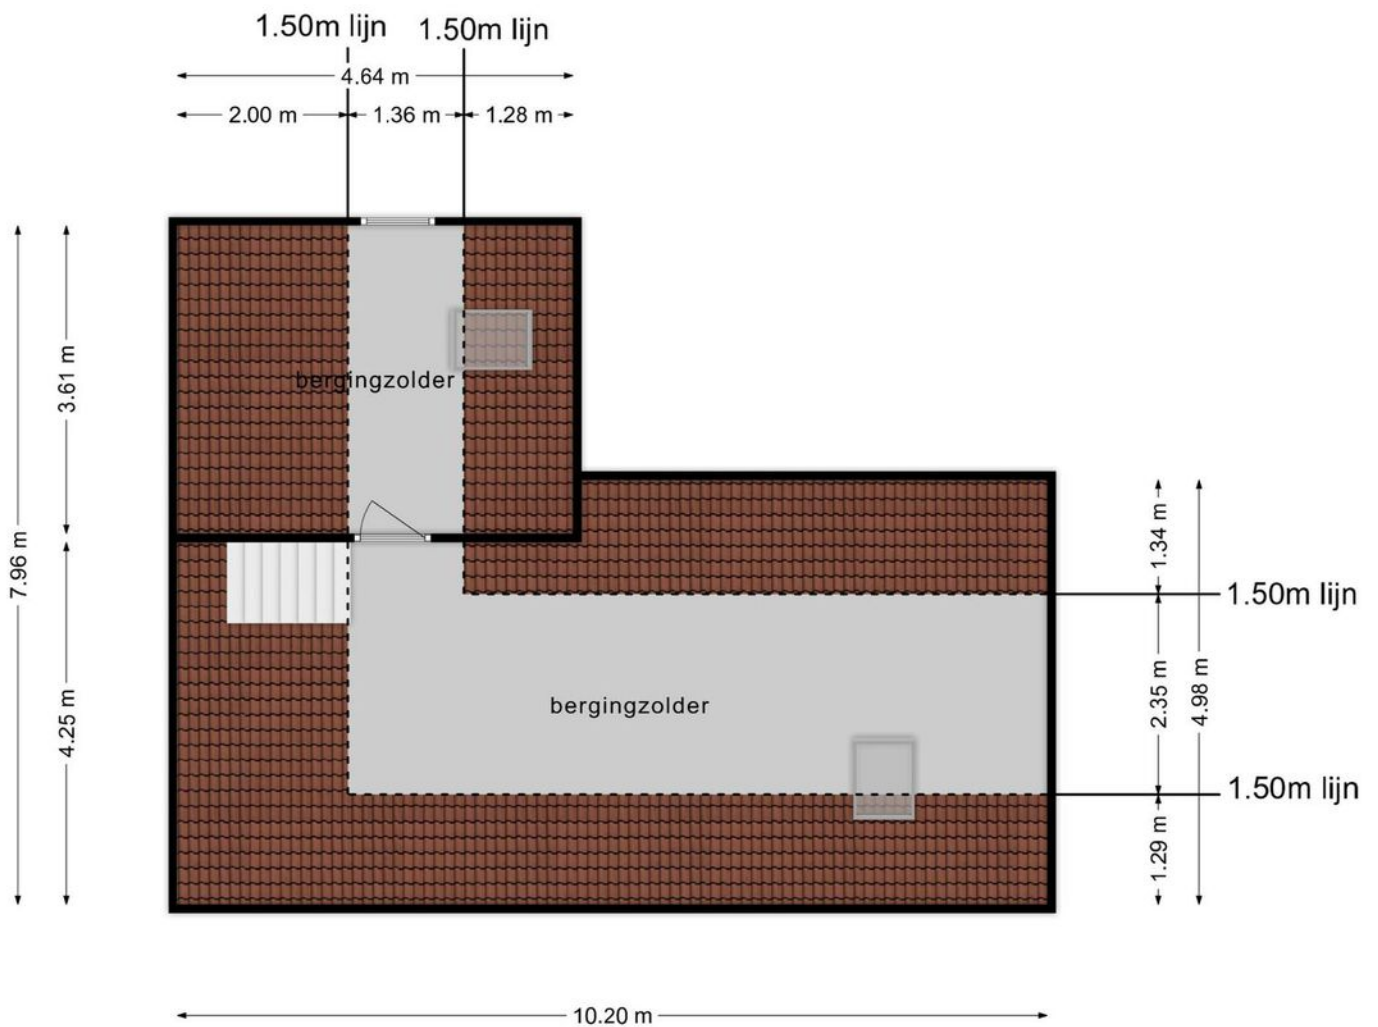 1.50m lijn
1.50m lijn
4.64 m
2.00 m
1.36 m
1.28 m
3.61 m
bergingzolder
7.96 m
4.25 m
bergingzolder
1.34 m
1.50m lijn
2.35 m
4.98 m
1.50m lijn
1.29 m
10.20 m